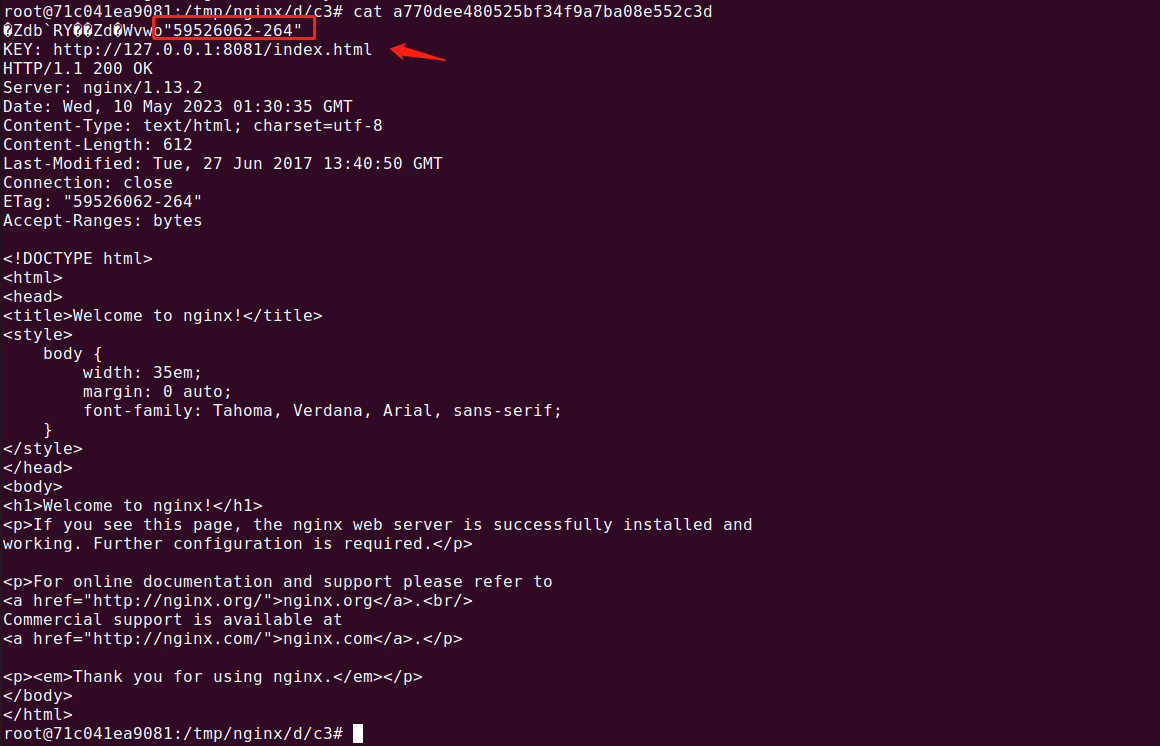 root@71c041ea9081:/tmp/nginx/d/c3# cat a770dee480525bf34f9a7ba08e552c3d
�Zdb`RY��Zd�Wvwo"59526062-264"
KEY: http://127.0.0.1:8081/index.html
HTTP/1.1 200 OK
Server: nginx/1.13.2
Date: Wed, 10 May 2023 01:30:35 GMT
Content-Type: text/html; charset=utf-8
Content-Length: 612
Last-Modified: Tue, 27 Jun 2017 13:40:50 GMT
Connection: close
ETag: "59526062-264"
Accept-Ranges: bytes
<!DOCTYPE html>
<html>
<head>
<title>Welcome to nginx!</title>
<style>
    body {
        width: 35em;
        margin: 0 auto;
        font-family: Tahoma, Verdana, Arial, sans-serif;
    }
</style>
</head>
<body>
<h1>Welcome to nginx!</h1>
<p>If you see this page, the nginx web server is successfully installed and
working. Further configuration is required.</p>
<p>For online documentation and support please refer to
<a href="http://nginx.org/">nginx.org</a>.<br/>
Commercial support is available at
<a href="http://nginx.com/">nginx.com</a>.</p>
<p><em>Thank you for using nginx.</em></p>
</body>
</html>
root@71c041ea9081:/tmp/nginx/d/c3#